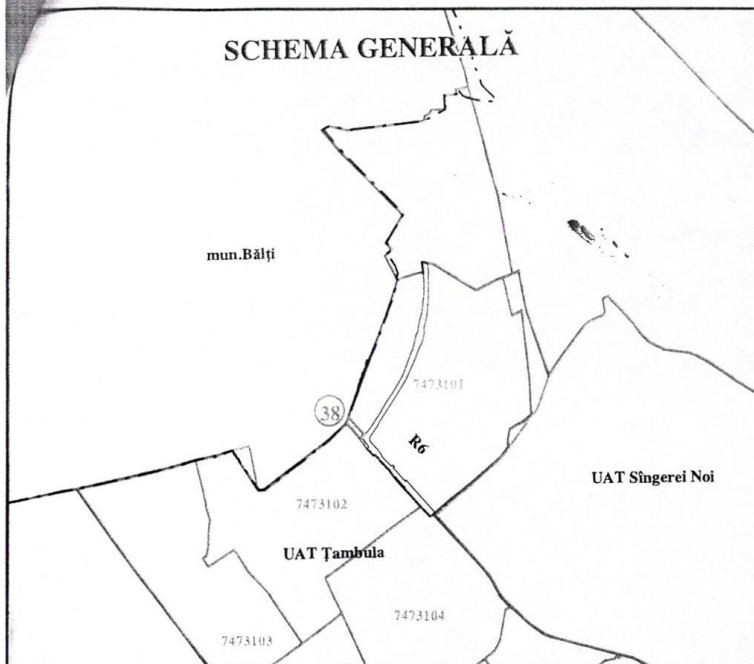 SCHEMA GENERALĂ
mun.Bălți
7473101
38
R6
UAT Sîngerei Noi
7473102
UAT Țambula
7473104
7473103